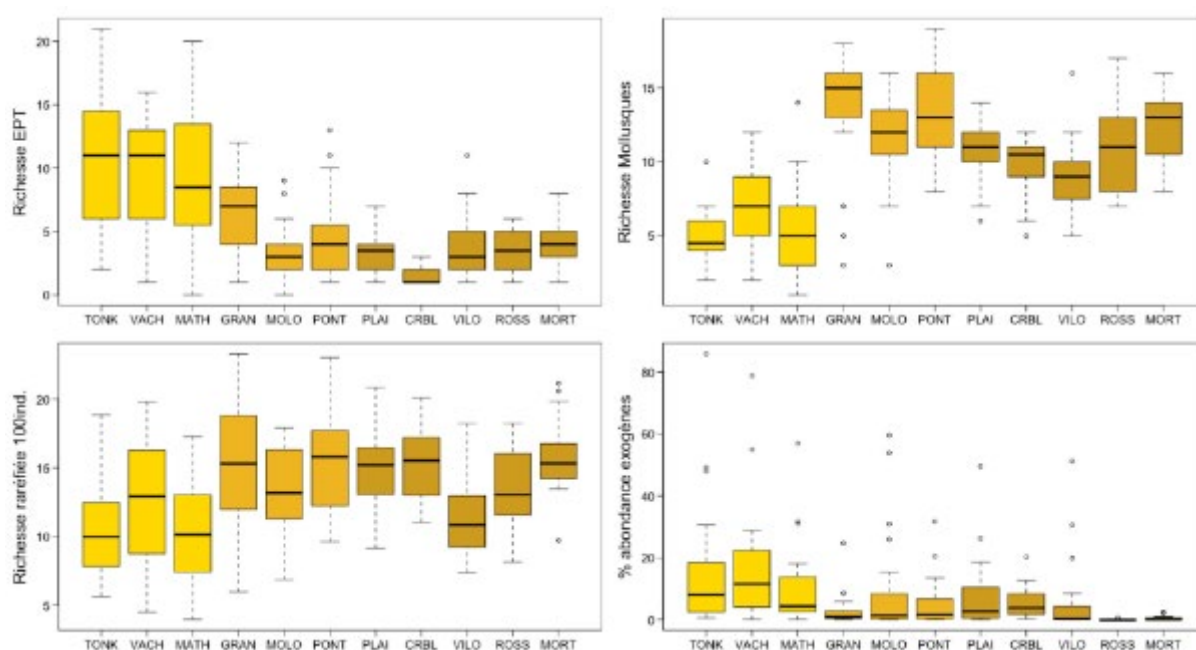 Richesse EPT
20
15
10
5
0
TONK VACH MATH GRAN MOLO PONT PLAI CRBL VILO ROSS MORT
Richesse Mollusques
15
10
5
TONK VACH MATH GRAN MOLO PONT PLAI CRBL VILO ROSS MORT
Richesse raréfiée 100ind.
20
15
10
5
TONK VACH MATH GRAN MOLO PONT PLAI CRBL VILO ROSS MORT
% abondance exogènes
80
60
40
20
0
TONK VACH MATH GRAN MOLO PONT PLAI CRBL VILO ROSS MORT